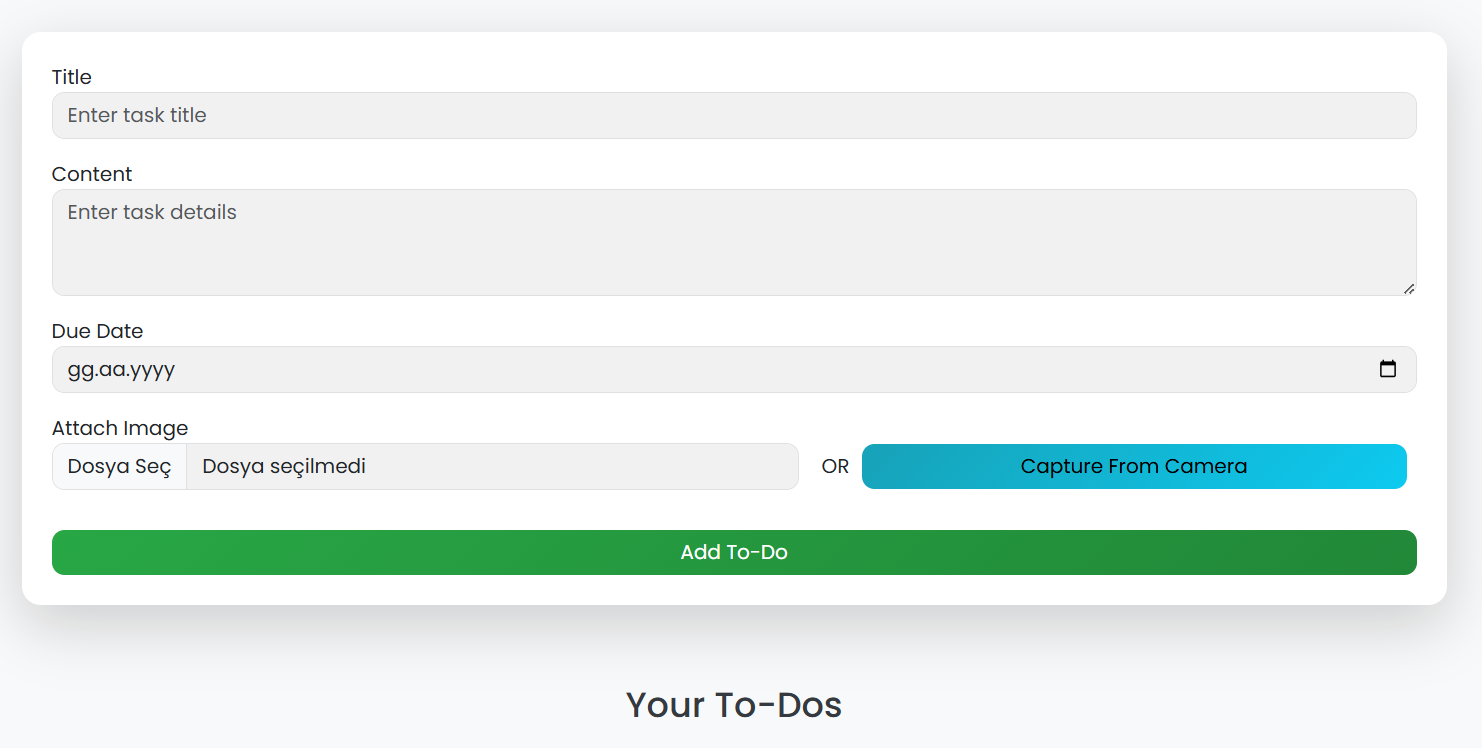 Title
Enter task title
Content
Enter task details
Due Date
gg.aa.yyyy
Attach Image
Dosya Seç Dosya seçilmedi OR Capture From Camera
Add To-Do
Your To-Dos